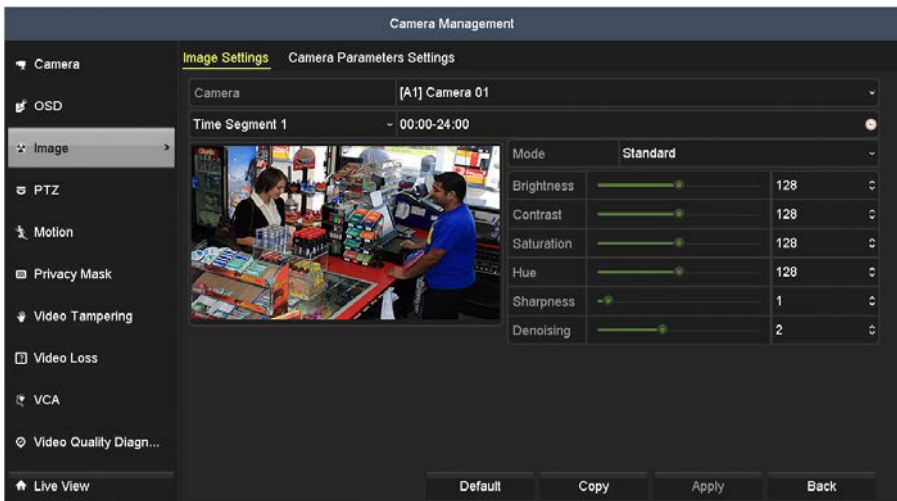 Camera Management
Camera
OSD
Image
PTZ
Motion
Privacy Mask
Video Tampering
Video Loss
VCA
Video Quality Diagn...
Live View
Image Settings Camera Parameters Settings
Camera [A1] Camera 01
Time Segment 1 00:00-24:00
Mode Standard
Brightness 128
Contrast 128
Saturation 128
Hue 128
Sharpness 1
Denoising 2
Default Copy Apply Back